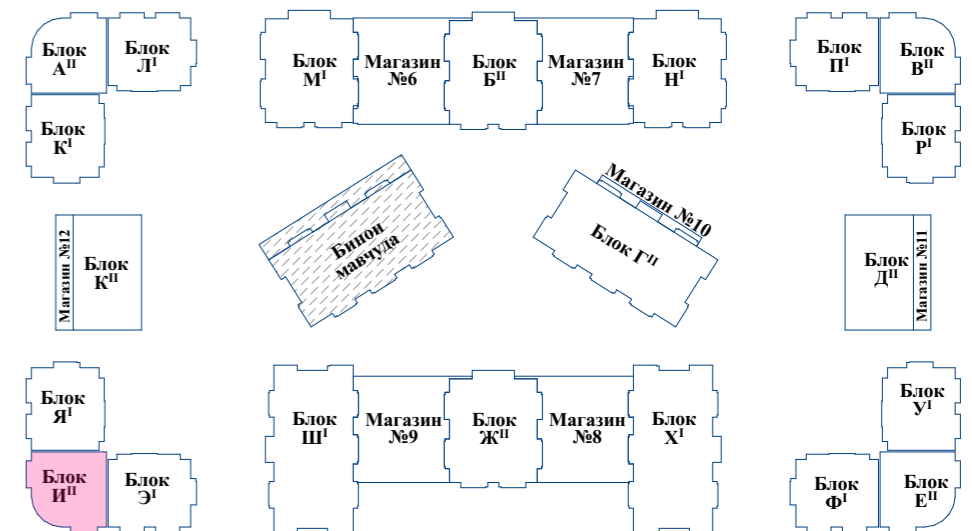 Блок
Aᴵᴵ
Блок
Лᴵ
Блок
Мᴵ
Магазин
№6
Блок
Бᴵᴵ
Магазин
№7
Блок
Нᴵ
Блок
Пᴵ
Блок
Вᴵᴵ
Блок
Кᴵ
Блок
Рᴵ
Бинои
мавчуда
Магазин №10
Блок Гᴵᴵ
Магазин №12
Блок
Кᴵᴵ
Блок
Дᴵᴵ
Магазин №11
Блок
Яᴵ
Блок
Шᴵ
Магазин
№9
Блок
Жᴵᴵ
Магазин
№8
Блок
Хᴵ
Блок
Уᴵ
Блок
Иᴵᴵ
Блок
Эᴵ
Блок
Фᴵ
Блок
Еᴵᴵ